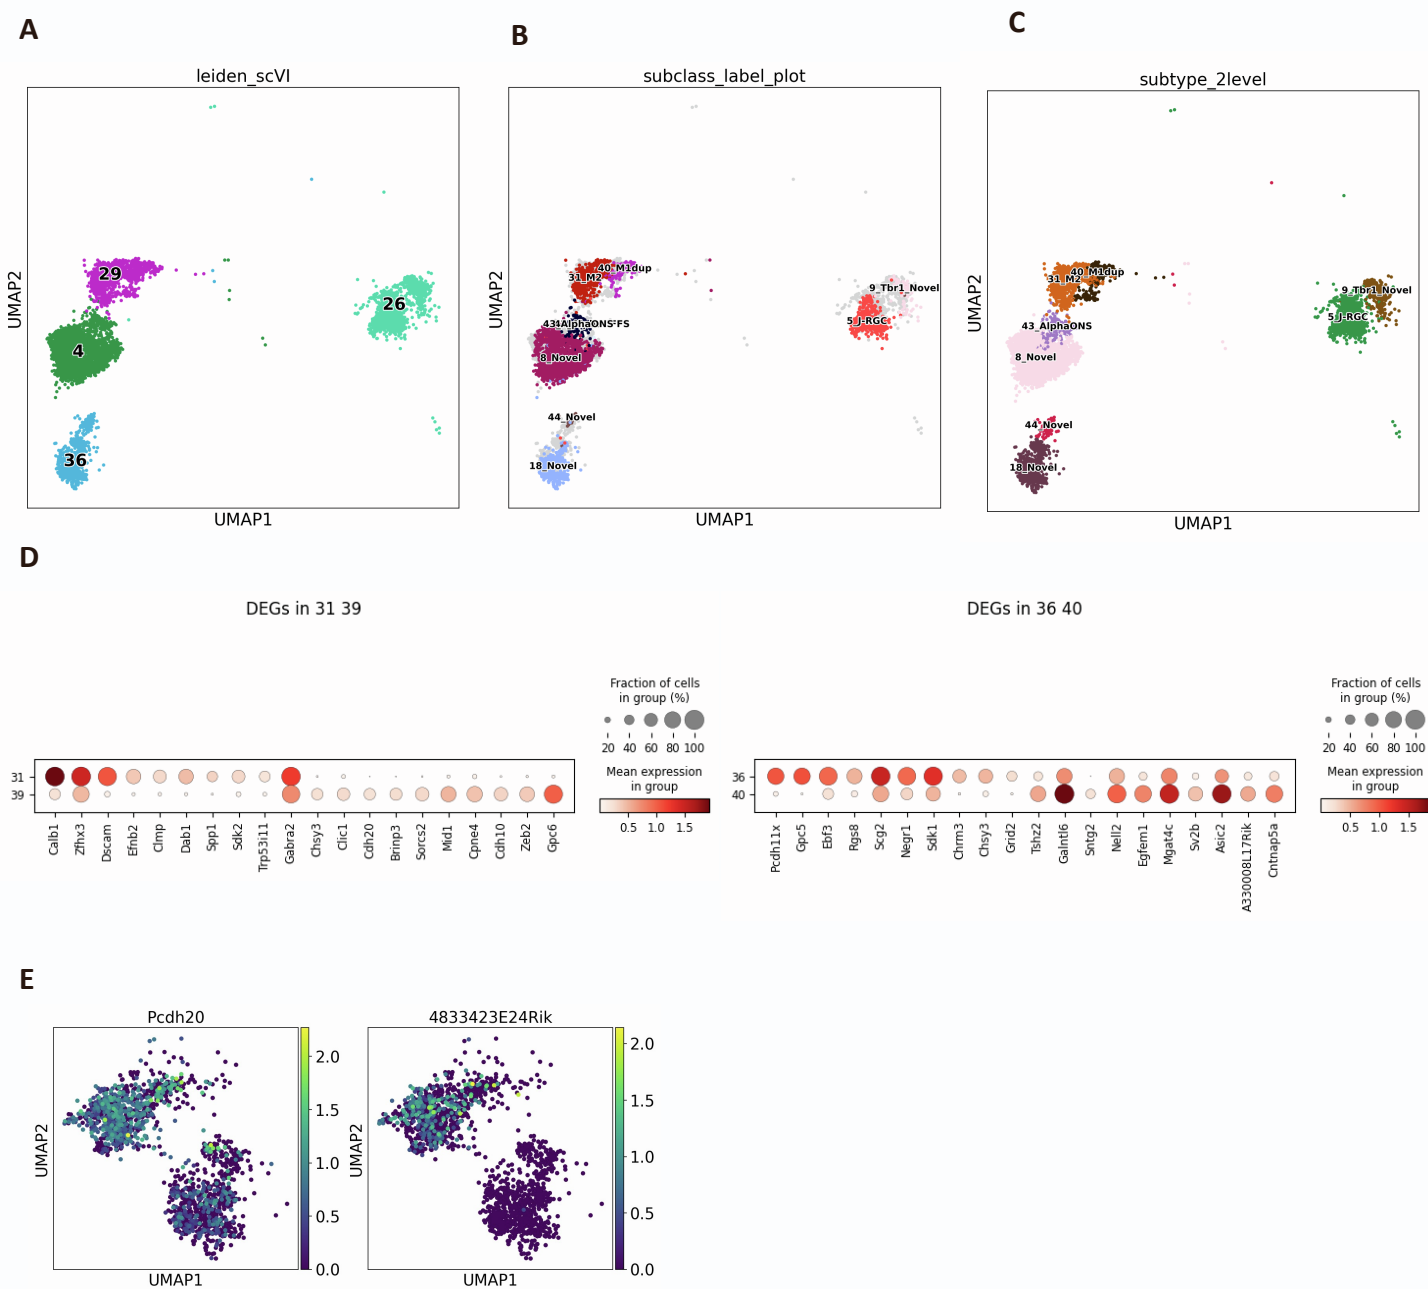 A
B
C
leiden_scVI
subclass_label_plot
subtype_2level
UMAP2
29
4
26
36
UMAP1
UMAP2
40_M1dup
31_M2
9_Tbr1_Novel
5_J-RGC
43_AlphaONS
FS
8_Novel
44_Novel
18_Novel
UMAP1
UMAP2
40_M1dup
31_M2
9_Tbr1_Novel
5_J-RGC
43_AlphaONS
8_Novel
44_Novel
18_Novel
UMAP1
D
DEGs in 31 39
Fraction of cells
in group (%)
20 40 60 80 100
Mean expression
in group
0.5 1.0 1.5
31
39
Calb1 Zfhx3 Dscam Efnb2 Clmp Dab1 Spp1 Sdk2 Trp53i11 Gabra2 Chsy3 Clic1 Cdh20 Brinp3 Sorcs2 Mid1 Cpne4 Cdh10 Zeb2 Gpc6
DEGs in 36 40
Fraction of cells
in group (%)
20 40 60 80 100
Mean expression
in group
0.5 1.0 1.5
36
40
Pcdh11x Gpc5 Ebf3 Rgs8 Scg2 Negr1 Sdk1 Chrm3 Chsy3 Grid2 Tshz2 Galntl6 Sntg2 Nell2 Egfem1 Mgat4c Sv2b Asic2 A330008L17Rik Cntnap5a
E
Pcdh20
UMAP2
UMAP1
2.0
1.5
1.0
0.5
0.0
4833423E24Rik
UMAP2
UMAP1
2.0
1.5
1.0
0.5
0.0